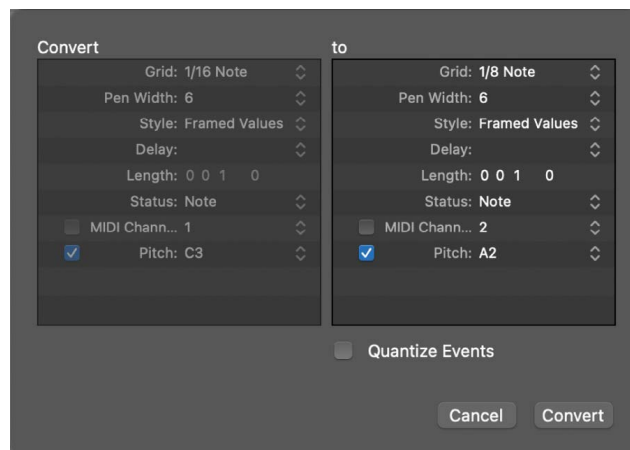 Convert
to
Grid: 1/16 Note
Pen Width: 6
Style: Framed Values
Delay:
Length: 0 0 1 0
Status: Note
MIDI Chann... 1
Pitch: C3
Grid: 1/8 Note
Pen Width: 6
Style: Framed Values
Delay:
Length: 0 0 1 0
Status: Note
MIDI Chann... 2
Pitch: A2
Quantize Events
Cancel
Convert